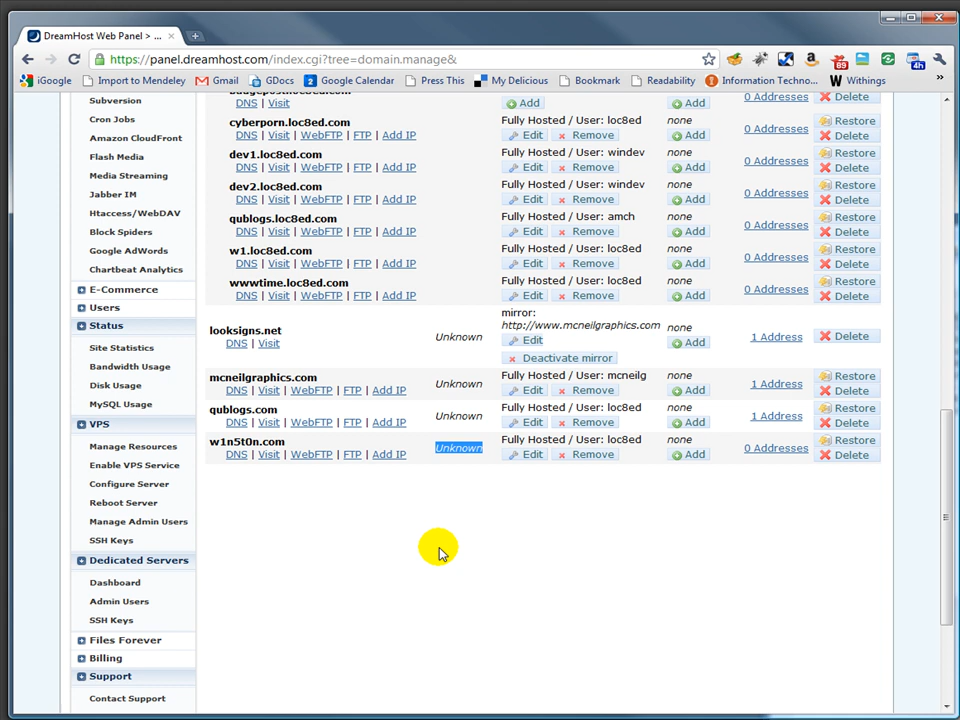 DreamHost Web Panel > ...
https://panel.dreamhost.com/index.cgi?tree=domain.manage&
iGoogle Import to Mendeley Gmail GDocs Google Calendar Press This My Delicious Bookmark Readability Information Techno... Withings »
Subversion
Cron Jobs
Amazon CloudFront
Flash Media
Media Streaming
Jabber IM
Htaccess/WebDAV
Block Spiders
Google AdWords
Chartbeat Analytics
E-Commerce
Users
Status
Site Statistics
Bandwidth Usage
Disk Usage
MySQL Usage
VPS
Manage Resources
Enable VPS Service
Configure Server
Reboot Server
Manage Admin Users
SSH Keys
Dedicated Servers
Dashboard
Admin Users
SSH Keys
Files Forever
Billing
Support
Contact Support
DNS | Visit Add Add 0 Addresses Delete
cyberporn.loc8ed.com Fully Hosted / User: loc8ed none Restore
DNS | Visit | WebFTP | FTP | Add IP Edit Remove Add 0 Addresses Delete
dev1.loc8ed.com Fully Hosted / User: windev none Restore
DNS | Visit | WebFTP | FTP | Add IP Edit Remove Add 0 Addresses Delete
dev2.loc8ed.com Fully Hosted / User: windev none Restore
DNS | Visit | WebFTP | FTP | Add IP Edit Remove Add 0 Addresses Delete
qublogs.loc8ed.com Fully Hosted / User: amch none Restore
DNS | Visit | WebFTP | FTP | Add IP Edit Remove Add 0 Addresses Delete
w1.loc8ed.com Fully Hosted / User: loc8ed none Restore
DNS | Visit | WebFTP | FTP | Add IP Edit Remove Add 0 Addresses Delete
wwwtime.loc8ed.com Fully Hosted / User: loc8ed none Restore
DNS | Visit | WebFTP | FTP | Add IP Edit Remove Add 0 Addresses Delete
mirror:
looksigns.net Unknown http://www.mcneilgraphics.com none
DNS | Visit Edit Add 1 Address Delete
Deactivate mirror
mcneilgraphics.com Unknown Fully Hosted / User: mcneilg none Restore
DNS | Visit | WebFTP | FTP | Add IP Edit Remove Add 1 Address Delete
qublogs.com Unknown Fully Hosted / User: loc8ed none Restore
DNS | Visit | WebFTP | FTP | Add IP Edit Remove Add 1 Address Delete
w1n5t0n.com Unknown Fully Hosted / User: loc8ed none Restore
DNS | Visit | WebFTP | FTP | Add IP Edit Remove Add 0 Addresses Delete